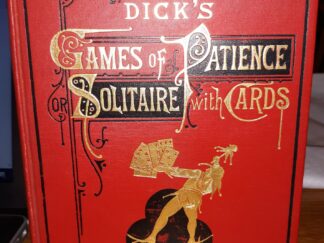 DICK'S
GAMES OF PATIENCE
OR SOLITAIRE with CARDS